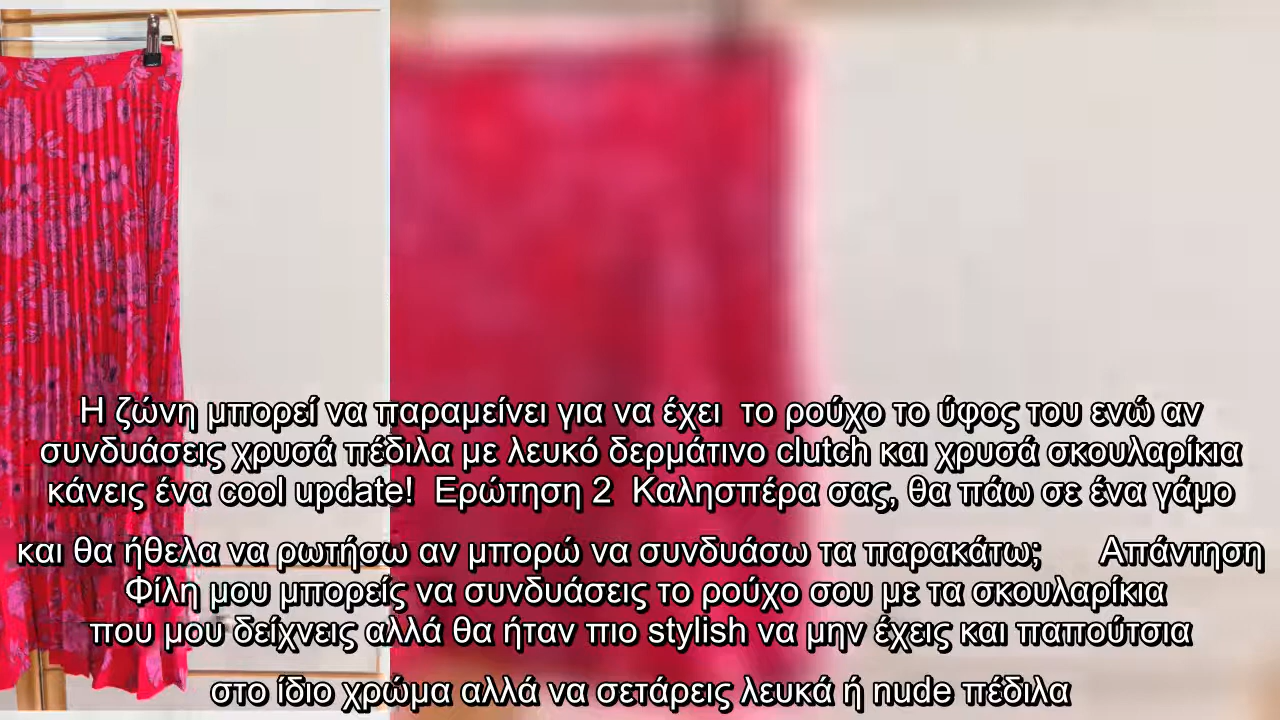 Η ζώνη μπορεί να παραμείνει για να έχει  το ρούχο το ύφος του ενώ αν
συνδυάσεις χρυσά πέδιλα με λευκό δερμάτινο clutch και χρυσά σκουλαρίκια
κάνεις ένα cool update!  Ερώτηση 2  Καλησπέρα σας, θα πάω σε ένα γάμο
και θα ήθελα να ρωτήσω αν μπορώ να συνδυάσω τα παρακάτω;      Απάντηση
Φίλη μου μπορείς να συνδυάσεις το ρούχο σου με τα σκουλαρίκια
που μου δείχνεις αλλά θα ήταν πιο stylish να μην έχεις και παπούτσια
στο ίδιο χρώμα αλλά να σετάρεις λευκά ή nude πέδιλα